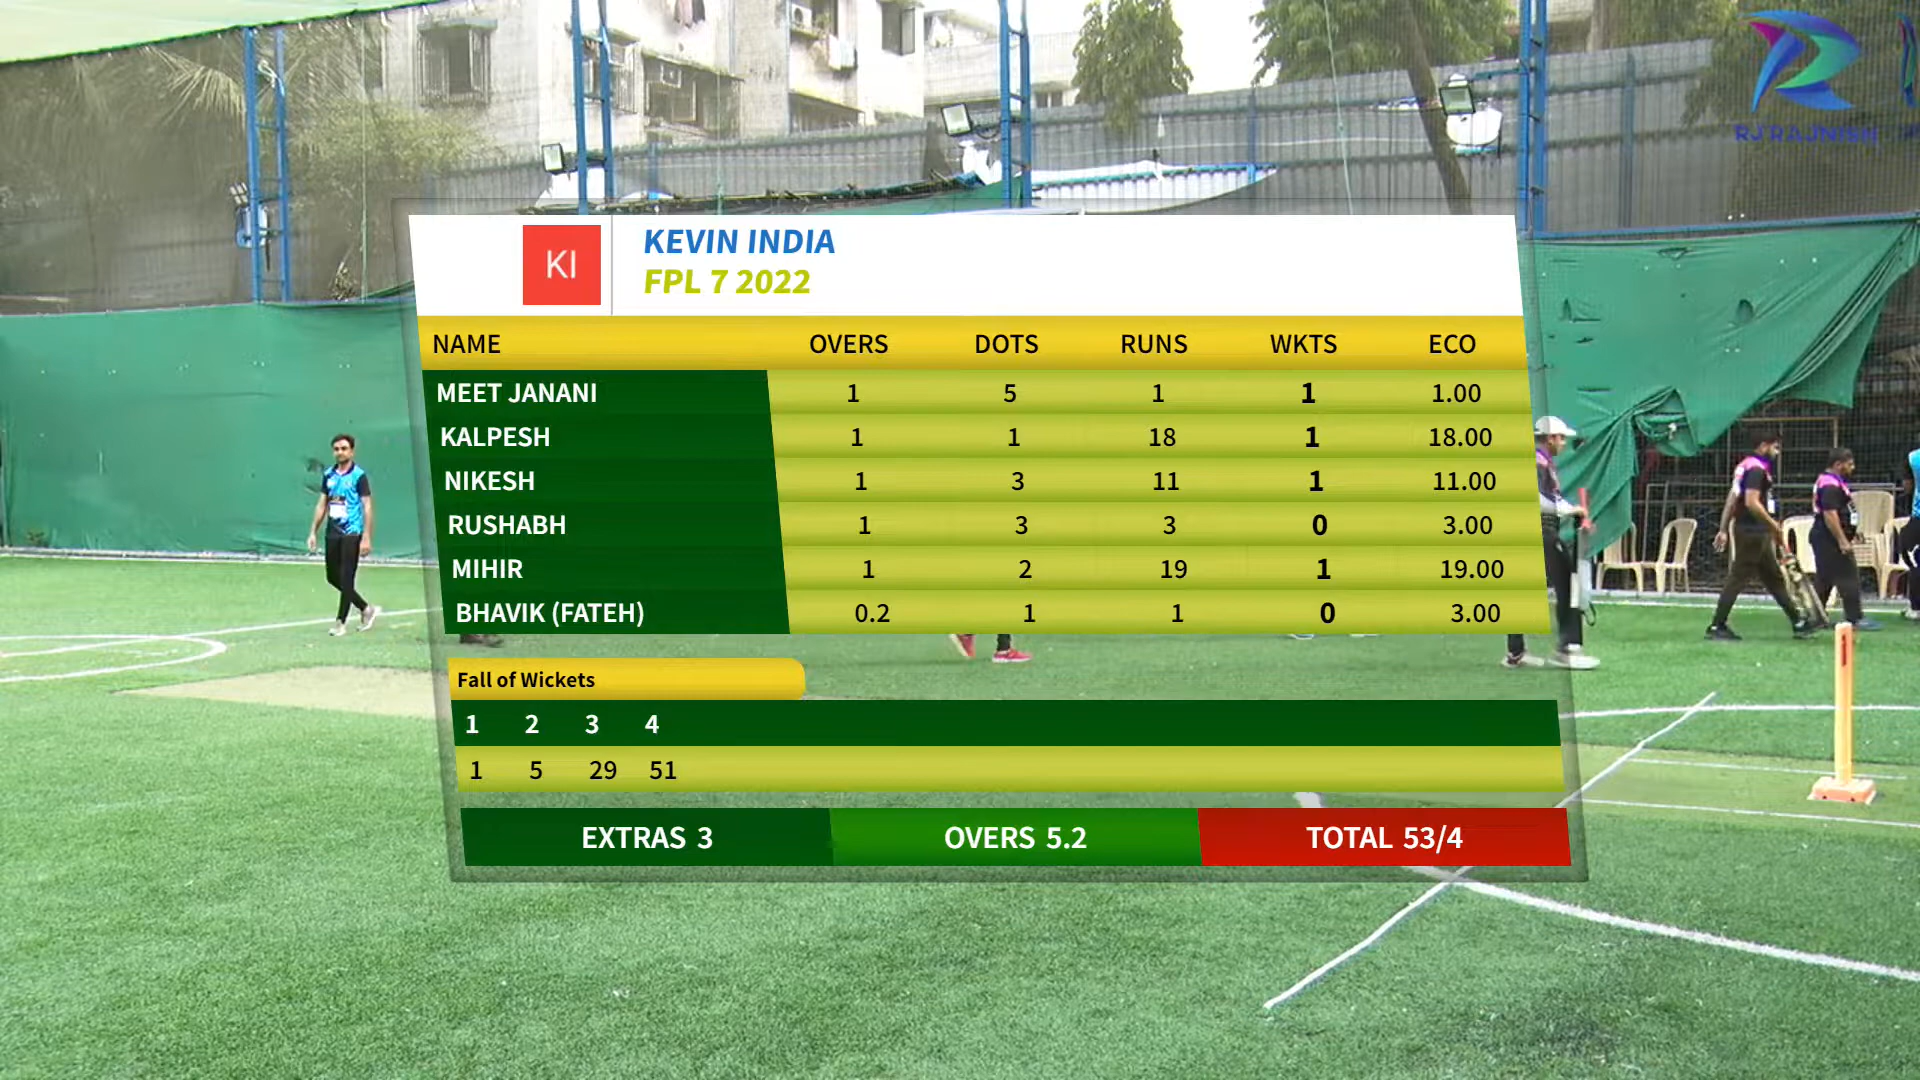 RJ RAJNISH
KI
KEVIN INDIA
FPL 7 2022
NAME OVERS DOTS RUNS WKTS ECO
MEET JANANI 1 5 1 1 1.00
KALPESH 1 1 18 1 18.00
NIKESH 1 3 11 1 11.00
RUSHABH 1 3 3 0 3.00
MIHIR 1 2 19 1 19.00
BHAVIK (FATEH) 0.2 1 1 0 3.00
Fall of Wickets
1 2 3 4
1 5 29 51
EXTRAS 3 OVERS 5.2 TOTAL 53/4